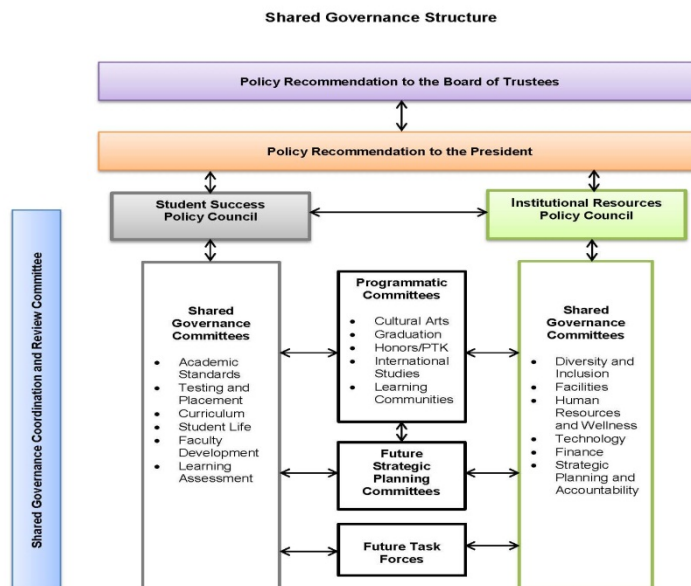 Shared Governance Structure
Policy Recommendation to the Board of Trustees
Policy Recommendation to the President
Student Success
Policy Council
Institutional Resources
Policy Council
Shared Governance Coordination and Review Committee
Shared
Governance
Committees
• Academic
Standards
• Testing and
Placement
• Curriculum
• Student Life
• Faculty
Development
• Learning
Assessment
Programmatic
Committees
• Cultural Arts
• Graduation
• Honors/PTK
• International
Studies
• Learning
Communities
Future
Strategic
Planning
Committees
Future Task
Forces
Shared
Governance
Committees
• Diversity and
Inclusion
• Facilities
• Human
Resources
and Wellness
• Technology
• Finance
• Strategic
Planning and
Accountability